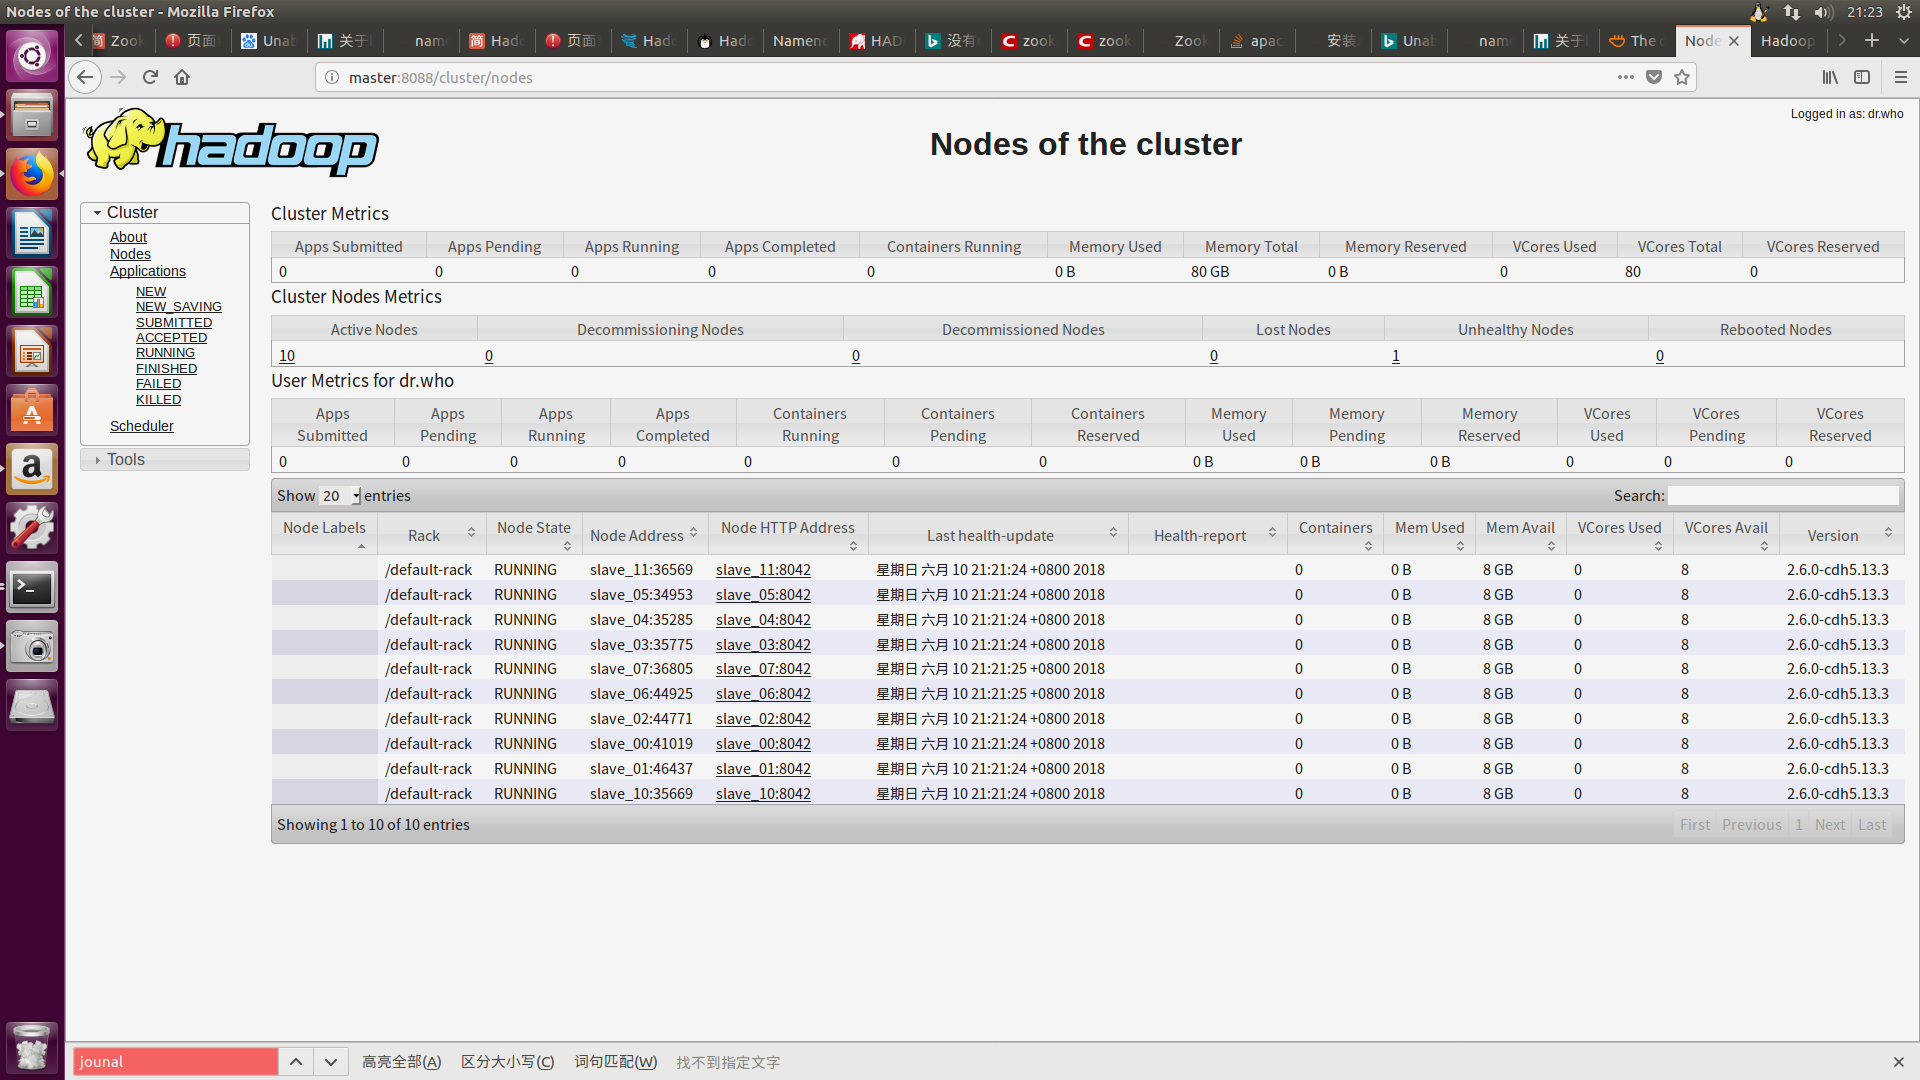 Nodes of the cluster - Mozilla Firefox
21:23
Zook
页面
Unab
关于
name
Hado
页面
Hado
Hado
Nameno
HAD
没有
zook
zook
Zook
apac
安装
Unab
name
关于
The
Node
Hadoop
master:8088/cluster/nodes
hadoop
Nodes of the cluster
Logged in as: dr.who
Cluster
About
Nodes
Applications
NEW
NEW_SAVING
SUBMITTED
ACCEPTED
RUNNING
FINISHED
FAILED
KILLED
Scheduler
Tools
Cluster Metrics
Apps Submitted Apps Pending Apps Running Apps Completed Containers Running Memory Used Memory Total Memory Reserved VCores Used VCores Total VCores Reserved
0 0 0 0 0 0 B 80 GB 0 B 0 80 0
Cluster Nodes Metrics
Active Nodes Decommissioning Nodes Decommissioned Nodes Lost Nodes Unhealthy Nodes Rebooted Nodes
10 0 0 0 1 0
User Metrics for dr.who
Apps Submitted Apps Pending Apps Running Apps Completed Containers Running Containers Pending Containers Reserved Memory Used Memory Pending Memory Reserved VCores Used VCores Pending VCores Reserved
0 0 0 0 0 0 0 0 B 0 B 0 B 0 0 0
Show 20 entries Search:
Node Labels Rack Node State Node Address Node HTTP Address Last health-update Health-report Containers Mem Used Mem Avail VCores Used VCores Avail Version
/default-rack RUNNING slave_11:36569 slave_11:8042 星期日 六月 10 21:21:24 +0800 2018 0 0 B 8 GB 0 8 2.6.0-cdh5.13.3
/default-rack RUNNING slave_05:34953 slave_05:8042 星期日 六月 10 21:21:24 +0800 2018 0 0 B 8 GB 0 8 2.6.0-cdh5.13.3
/default-rack RUNNING slave_04:35285 slave_04:8042 星期日 六月 10 21:21:24 +0800 2018 0 0 B 8 GB 0 8 2.6.0-cdh5.13.3
/default-rack RUNNING slave_03:35775 slave_03:8042 星期日 六月 10 21:21:24 +0800 2018 0 0 B 8 GB 0 8 2.6.0-cdh5.13.3
/default-rack RUNNING slave_07:36805 slave_07:8042 星期日 六月 10 21:21:25 +0800 2018 0 0 B 8 GB 0 8 2.6.0-cdh5.13.3
/default-rack RUNNING slave_06:44925 slave_06:8042 星期日 六月 10 21:21:25 +0800 2018 0 0 B 8 GB 0 8 2.6.0-cdh5.13.3
/default-rack RUNNING slave_02:44771 slave_02:8042 星期日 六月 10 21:21:24 +0800 2018 0 0 B 8 GB 0 8 2.6.0-cdh5.13.3
/default-rack RUNNING slave_00:41019 slave_00:8042 星期日 六月 10 21:21:24 +0800 2018 0 0 B 8 GB 0 8 2.6.0-cdh5.13.3
/default-rack RUNNING slave_01:46437 slave_01:8042 星期日 六月 10 21:21:24 +0800 2018 0 0 B 8 GB 0 8 2.6.0-cdh5.13.3
/default-rack RUNNING slave_10:35669 slave_10:8042 星期日 六月 10 21:21:24 +0800 2018 0 0 B 8 GB 0 8 2.6.0-cdh5.13.3
Showing 1 to 10 of 10 entries First Previous 1 Next Last
jounal 高亮全部(A) 区分大小写(C) 词句匹配(W) 找不到指定文字